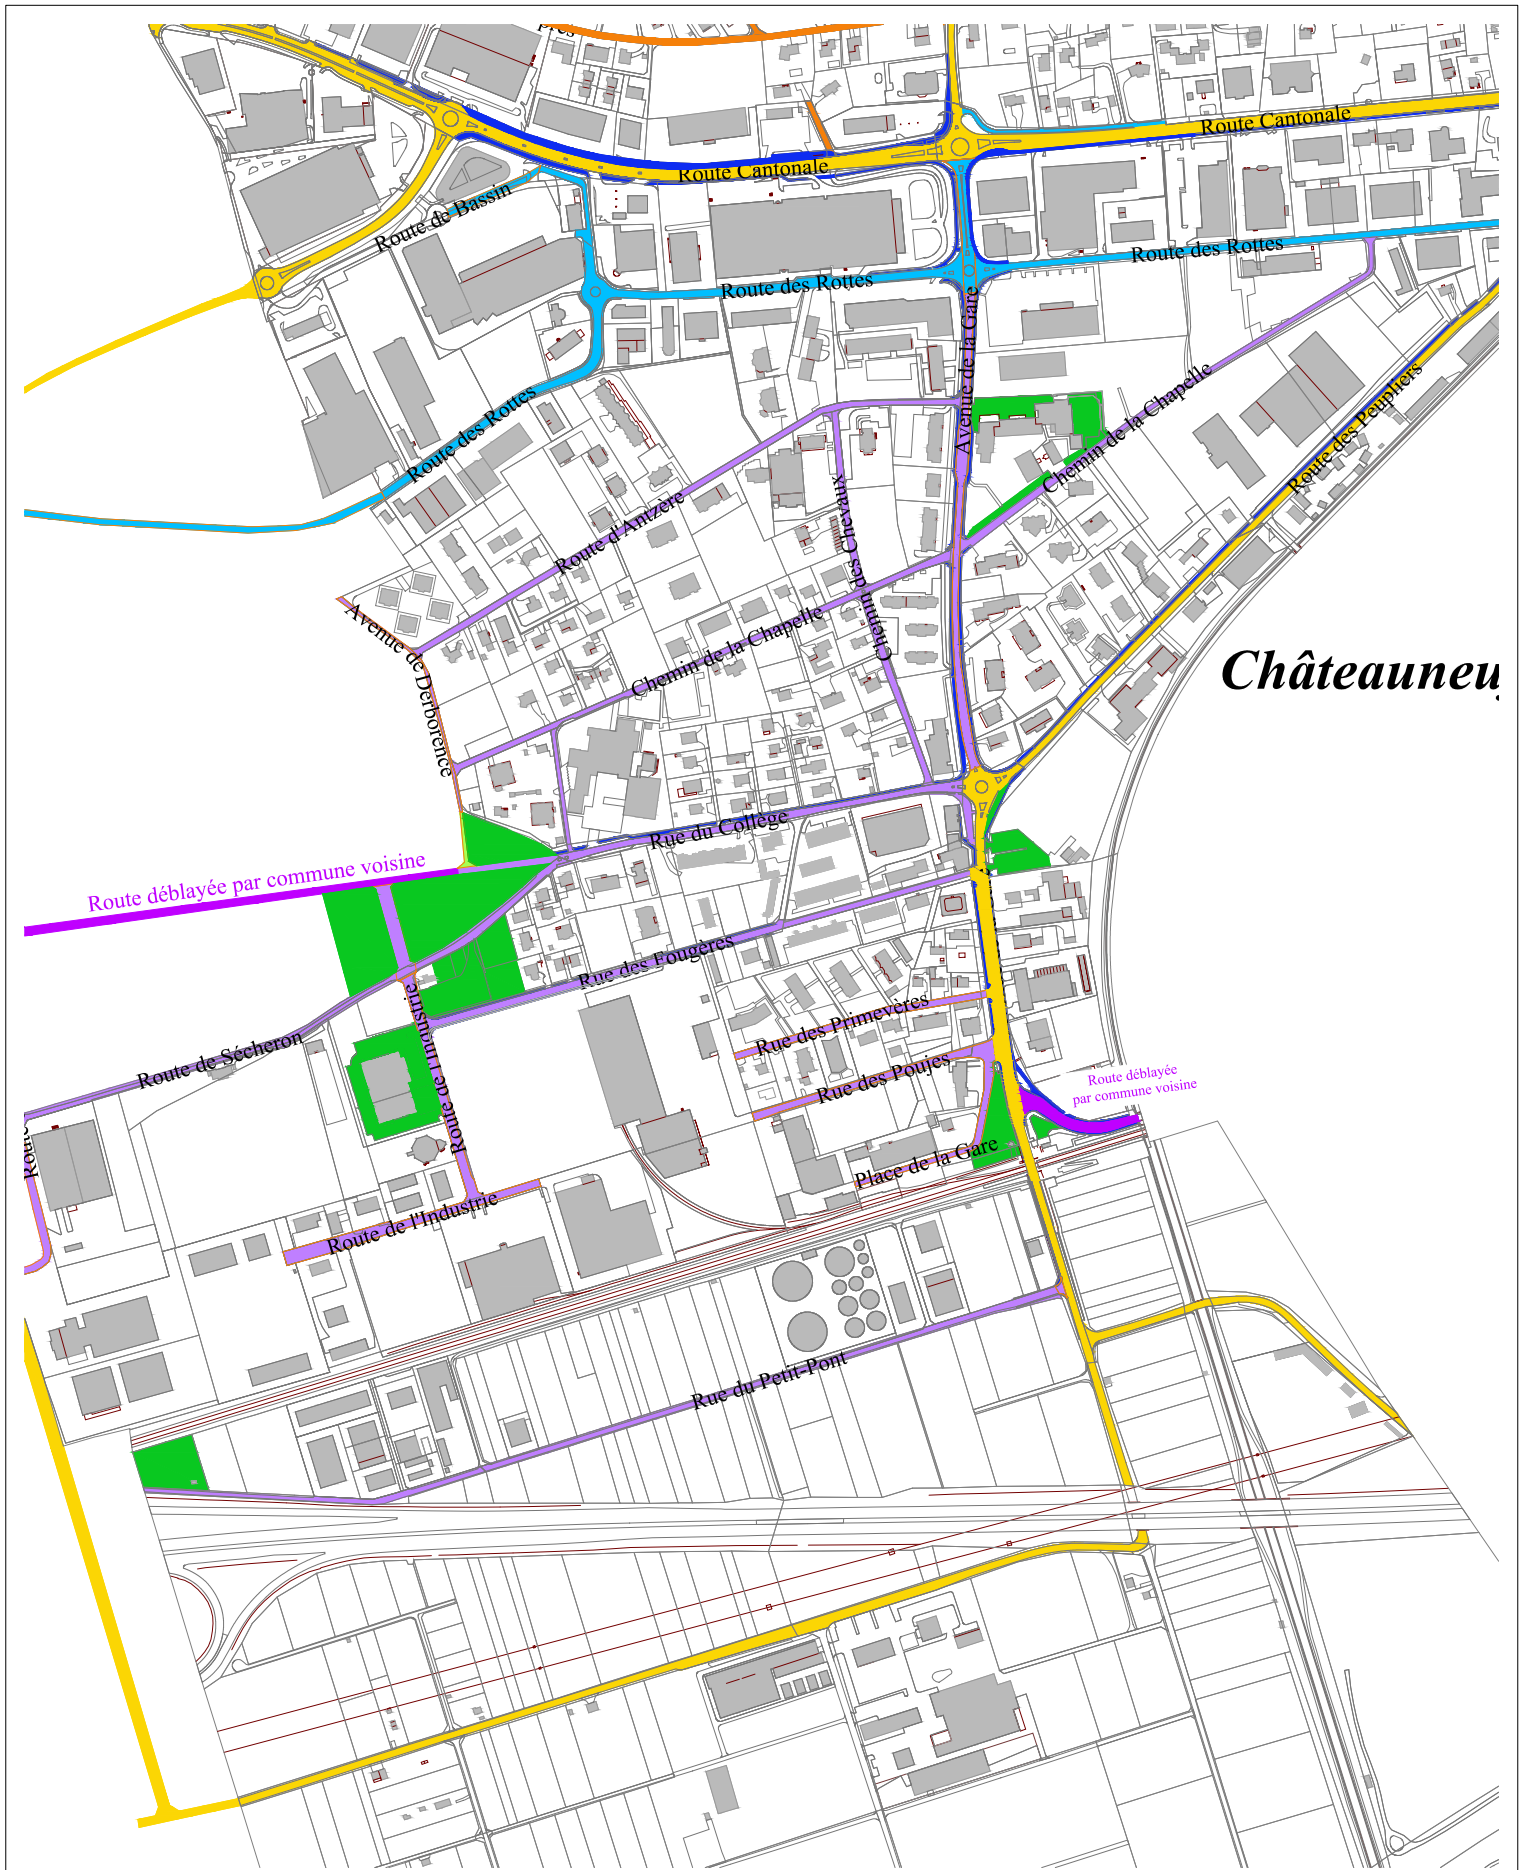 près
Route Cantonale
Route Cantonale
Route de Bassin
Route des Rottes
Route des Rottes
Avenue de la Gare
Route des Rottes
Chemin de la Chapelle
Route des Peupliers
Route d'Antzère
Chemin des Chevaux
Avenue de Derborence
Chemin de la Chapelle
Châteauneu
Rue du Collège
Route déblayée par commune voisine
Rue des Fougères
Route de l'Industrie
Rue des Primevères
Route de Sécheron
Rue des Poujes
Route déblayée
par commune voisine
Place de la Gare
Route
Route de l'Industrie
Rue du Petit-Pont